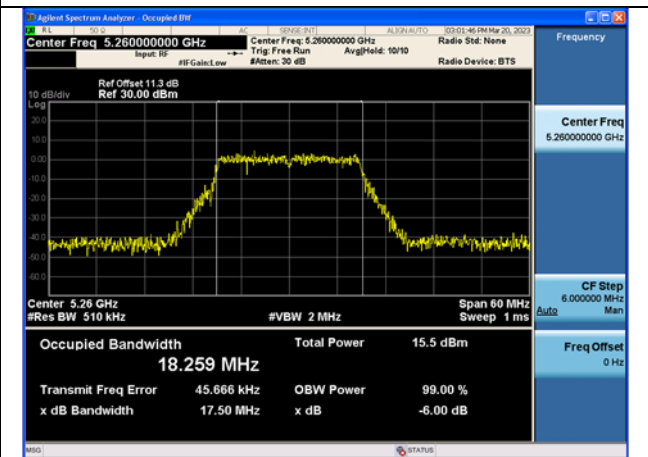 Agilent Spectrum Analyzer - Occupied BW
RL 50 Ω AC SENSE:INT ALIGNAUTO 03:01:46 PM Mar 20, 2023
Center Freq 5.260000000 GHz
Input: RF
#IFGain:Low
Center Freq: 5.260000000 GHz
Trig: Free Run Avg|Hold: 10/10
#Atten: 30 dB
Radio Std: None
Radio Device: BTS
Frequency
Ref Offset 11.3 dB
10 dB/div Ref 30.00 dBm
Log
20.0
10.0
0.00
-10.0
-20.0
-30.0
-40.0
-50.0
-60.0
Center Freq
5.260000000 GHz
Center 5.26 GHz Span 60 MHz
#Res BW 510 kHz #VBW 2 MHz Sweep 1 ms
CF Step
6.000000 MHz
Auto Man
Occupied Bandwidth Total Power 15.5 dBm
18.259 MHz
Transmit Freq Error 45.666 kHz OBW Power 99.00 %
x dB Bandwidth 17.50 MHz x dB -6.00 dB
Freq Offset
0 Hz
MSG STATUS